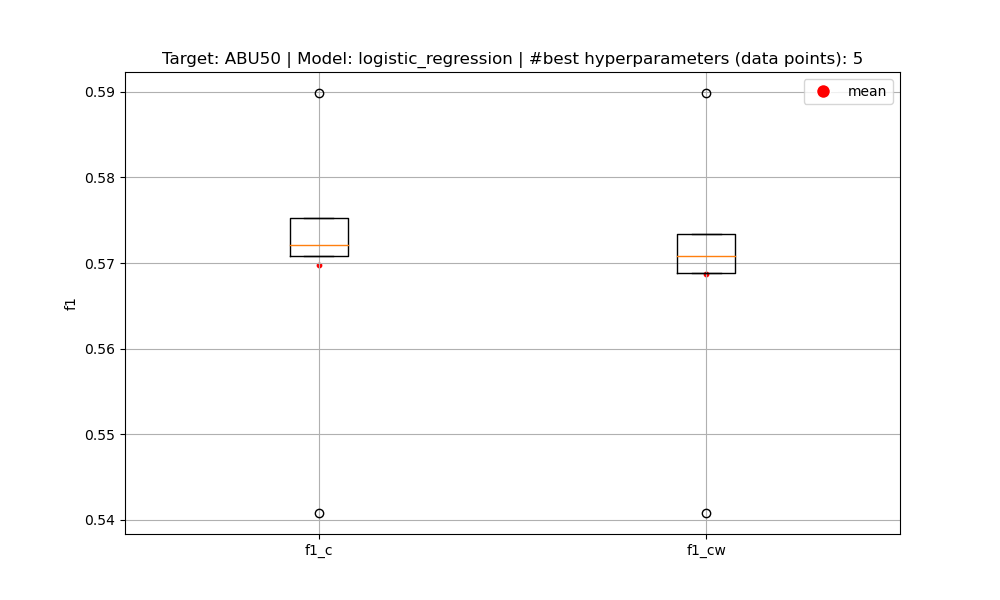 Target: ABU50 | Model: logistic_regression | #best hyperparameters (data points): 5
mean
0.59
0.58
0.57
0.56
0.55
0.54
f1
f1_c
f1_cw